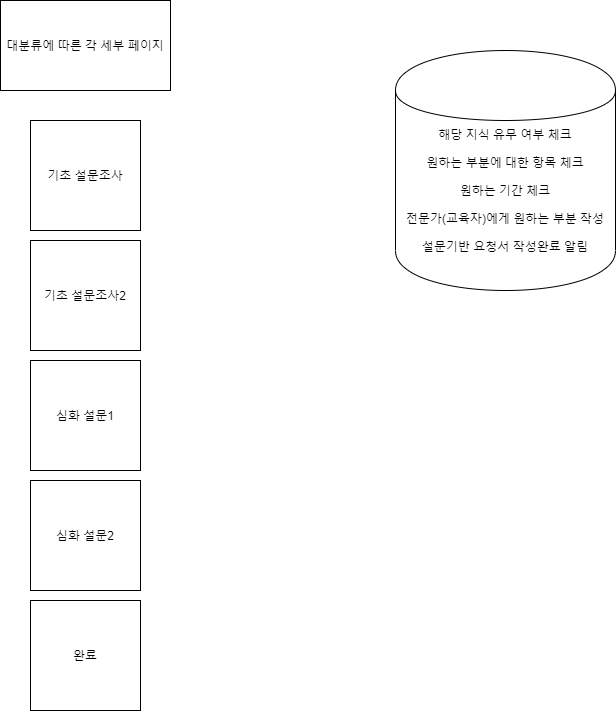 대분류에 따른 각 세부 페이지
기초 설문조사
기초 설문조사2
심화 설문1
심화 설문2
완료
해당 지식 유무 여부 체크
원하는 부분에 대한 항목 체크
원하는 기간 체크
전문가(교육자)에게 원하는 부분 작성
설문기반 요청서 작성완료 알림